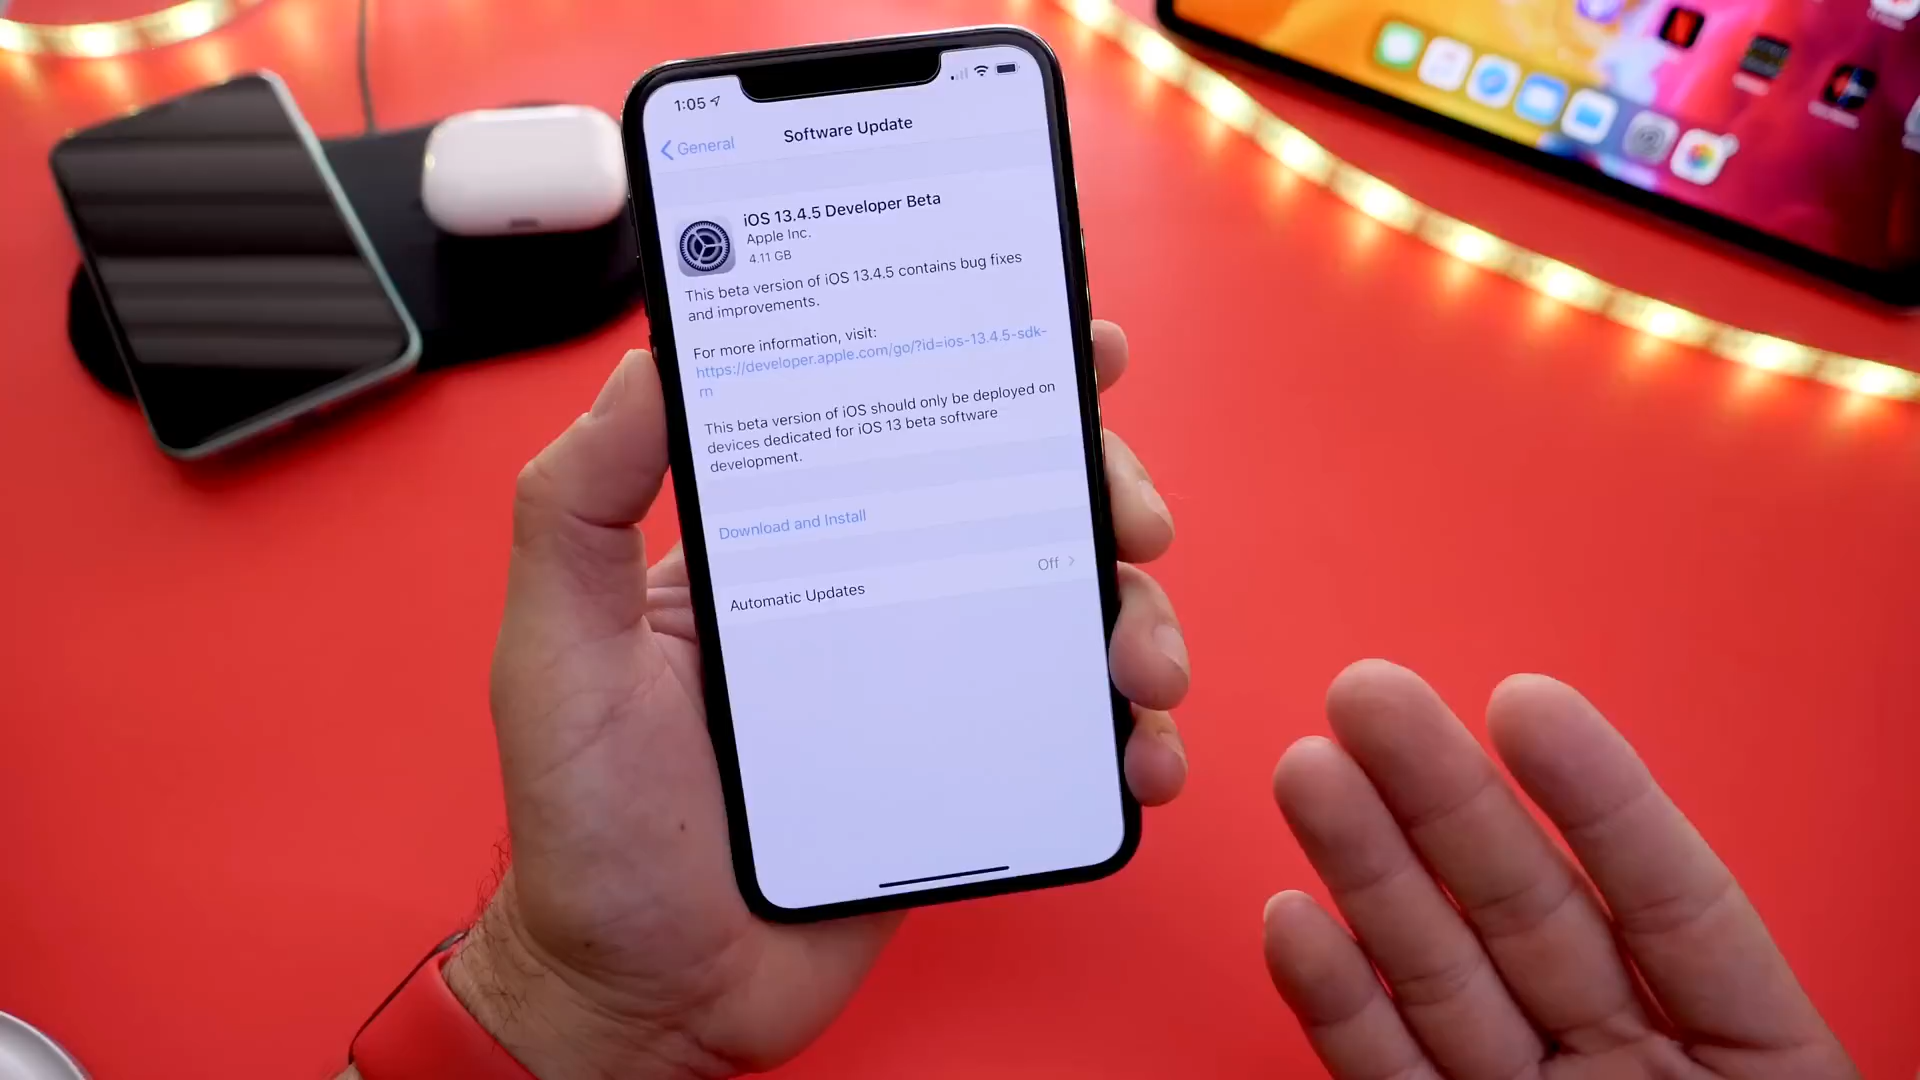 1:05
General
Software Update
iOS 13.4.5 Developer Beta
Apple Inc.
4.11 GB
This beta version of iOS 13.4.5 contains bug fixes
and improvements.
For more information, visit:
https://developer.apple.com/go/?id=ios-13.4.5-sdk-
rn
This beta version of iOS should only be deployed on
devices dedicated for iOS 13 beta software
development.
Download and Install
Automatic Updates
Off